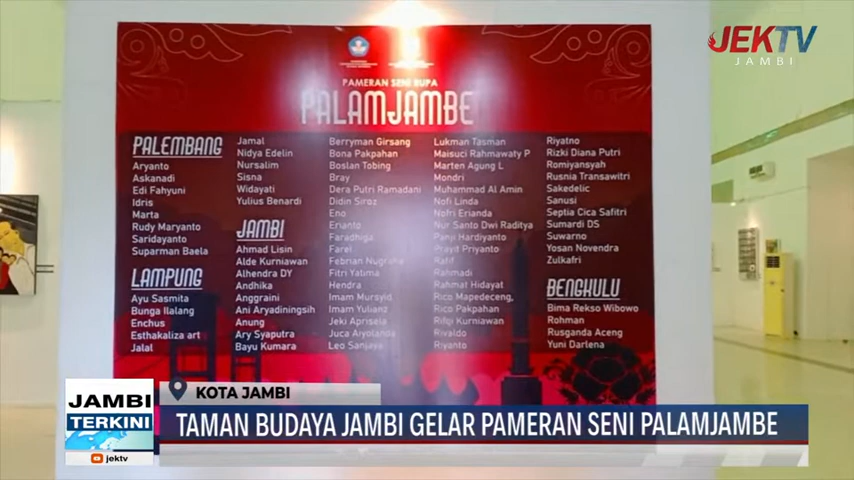 JEKTV
JAMBI
PAMERAN SENI RUPA
PALAMJAMBE
PALEMBANG
Aryanto
Askanadi
Edi Fahyuni
Idris
Marta
Rudy Maryanto
Saridayanto
Suparman Baela
LAMPUNG
Ayu Sasmita
Bunga Ilalang
Enchus
Esthakaliza art
Jalal
Jamal
Nidya Edelin
Nursalim
Sisna
Widayati
Yulius Benardi
JAMBI
Ahmad Lisin
Alde Kurniawan
Alhendra DY
Andhika
Anggraini
Ani Aryadiningsih
Anung
Ary Syaputra
Bayu Kumara
Berryman Girsang
Bona Pakpahan
Boslan Tobing
Bray
Dera Putri Ramadani
Didin Siroz
Eno
Erianto
Faradhiga
Farel
Febrian Nugraha
Fitri Yatima
Hendra
Imam Mursyid
Imam Yulianz
Jeki Aprisela
Juca Aryolanda
Leo Sanjaya
Lukman Tasman
Maisuci Rahmawaty P
Marten Agung L
Mondri
Muhammad Al Amin
Nofi Linda
Nofri Erianda
Nur Santo Dwi Raditya
Panji Hardiyanto
Prayit Priyanto
Ratif
Rahmadi
Rahmat Hidayat
Rico Mapedeceng,
Rico Pakpahan
Rifqi Kurniawan
Rivaldo
Riyanto
Riyatno
Rizki Diana Putri
Romiyansyah
Rusnia Transawitri
Sakedelic
Sanusi
Septia Cica Safitri
Sumardi DS
Suwarno
Yosan Novendra
Zulkafri
BENGKULU
Bima Rekso Wibowo
Rohman
Rusganda Aceng
Yuni Darlena
KOTA JAMBI
JAMBI
TERKINI
jektv
TAMAN BUDAYA JAMBI GELAR PAMERAN SENI PALAMJAMBE